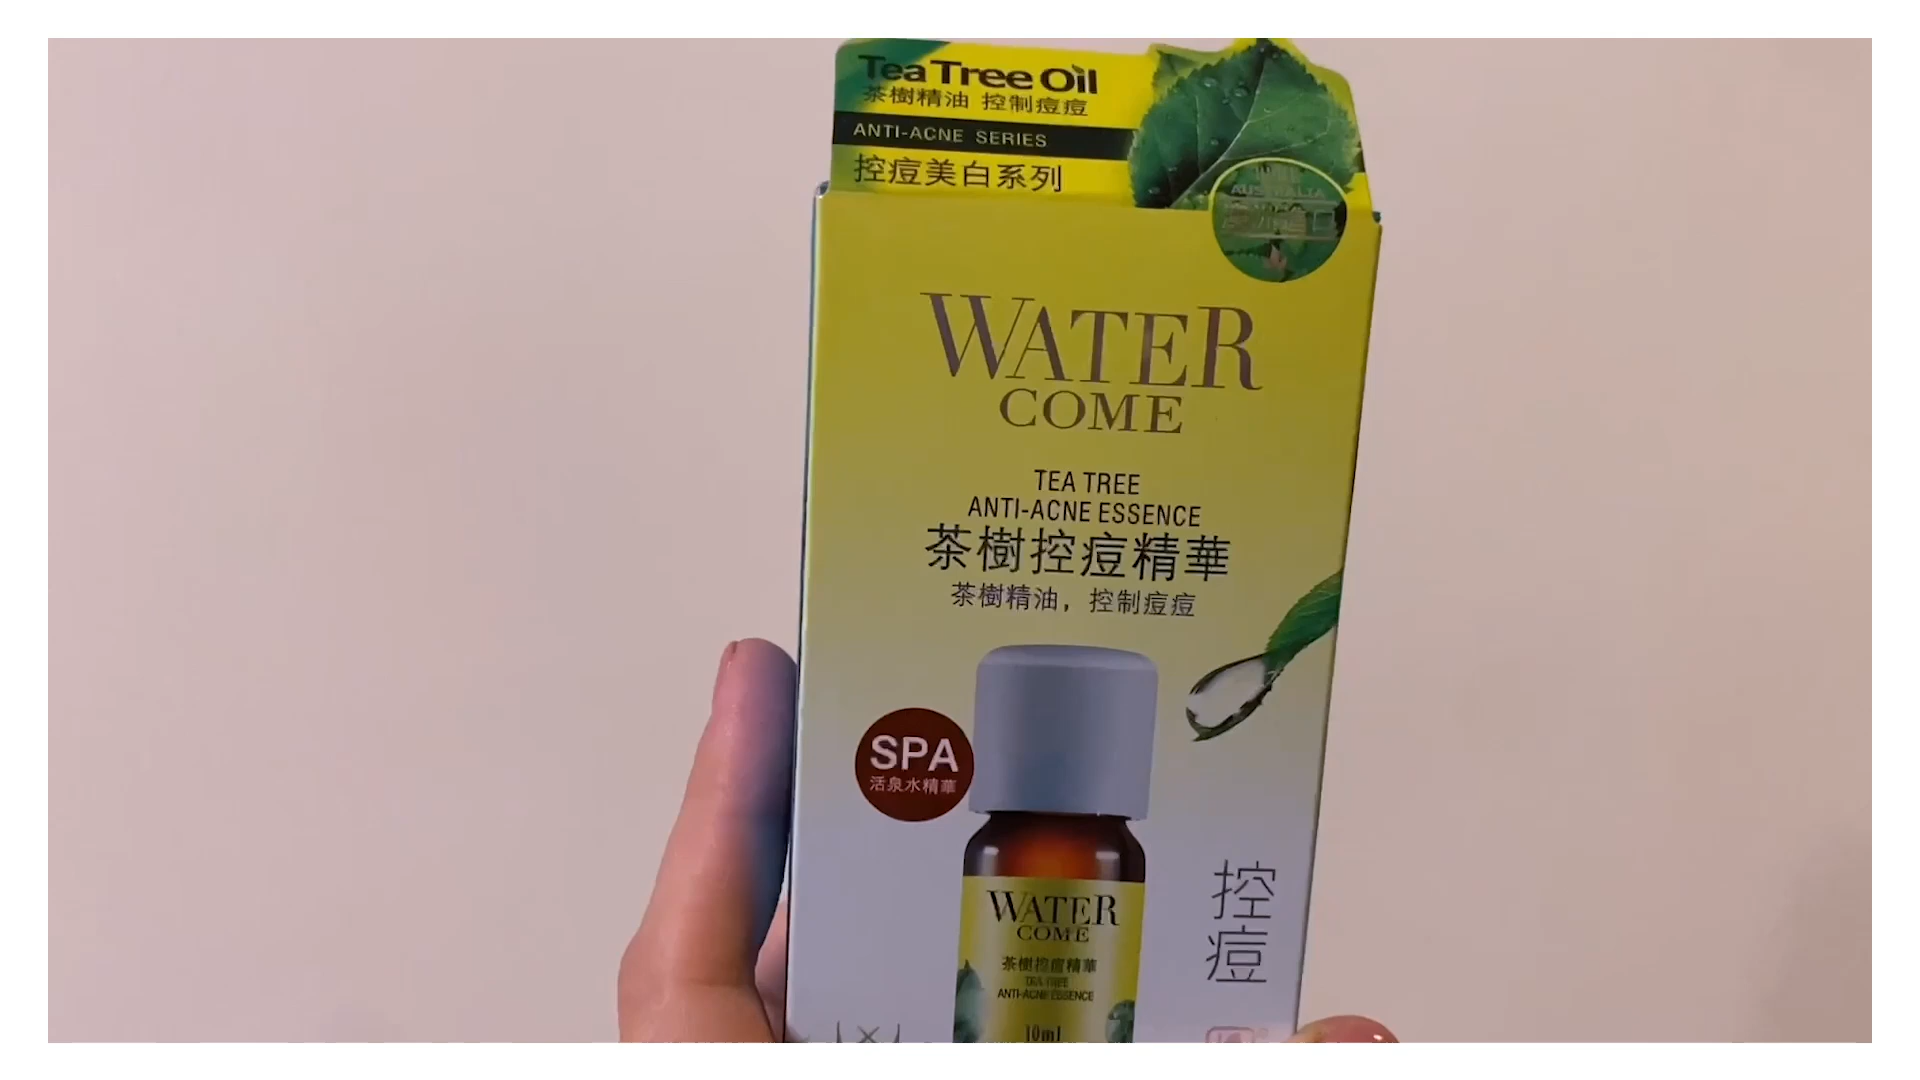 Tea Tree Oil
茶樹精油 控制痘痘
ANTI-ACNE SERIES
控痘美白系列
AUSTRALIA
WATER
COME
TEA TREE
ANTI-ACNE ESSENCE
茶樹控痘精華
茶樹精油，控制痘痘
SPA
活泉水精華
控
痘
WATER
COME
茶樹控痘精華
TEA TREE
ANTI-ACNE ESSENCE
10ml